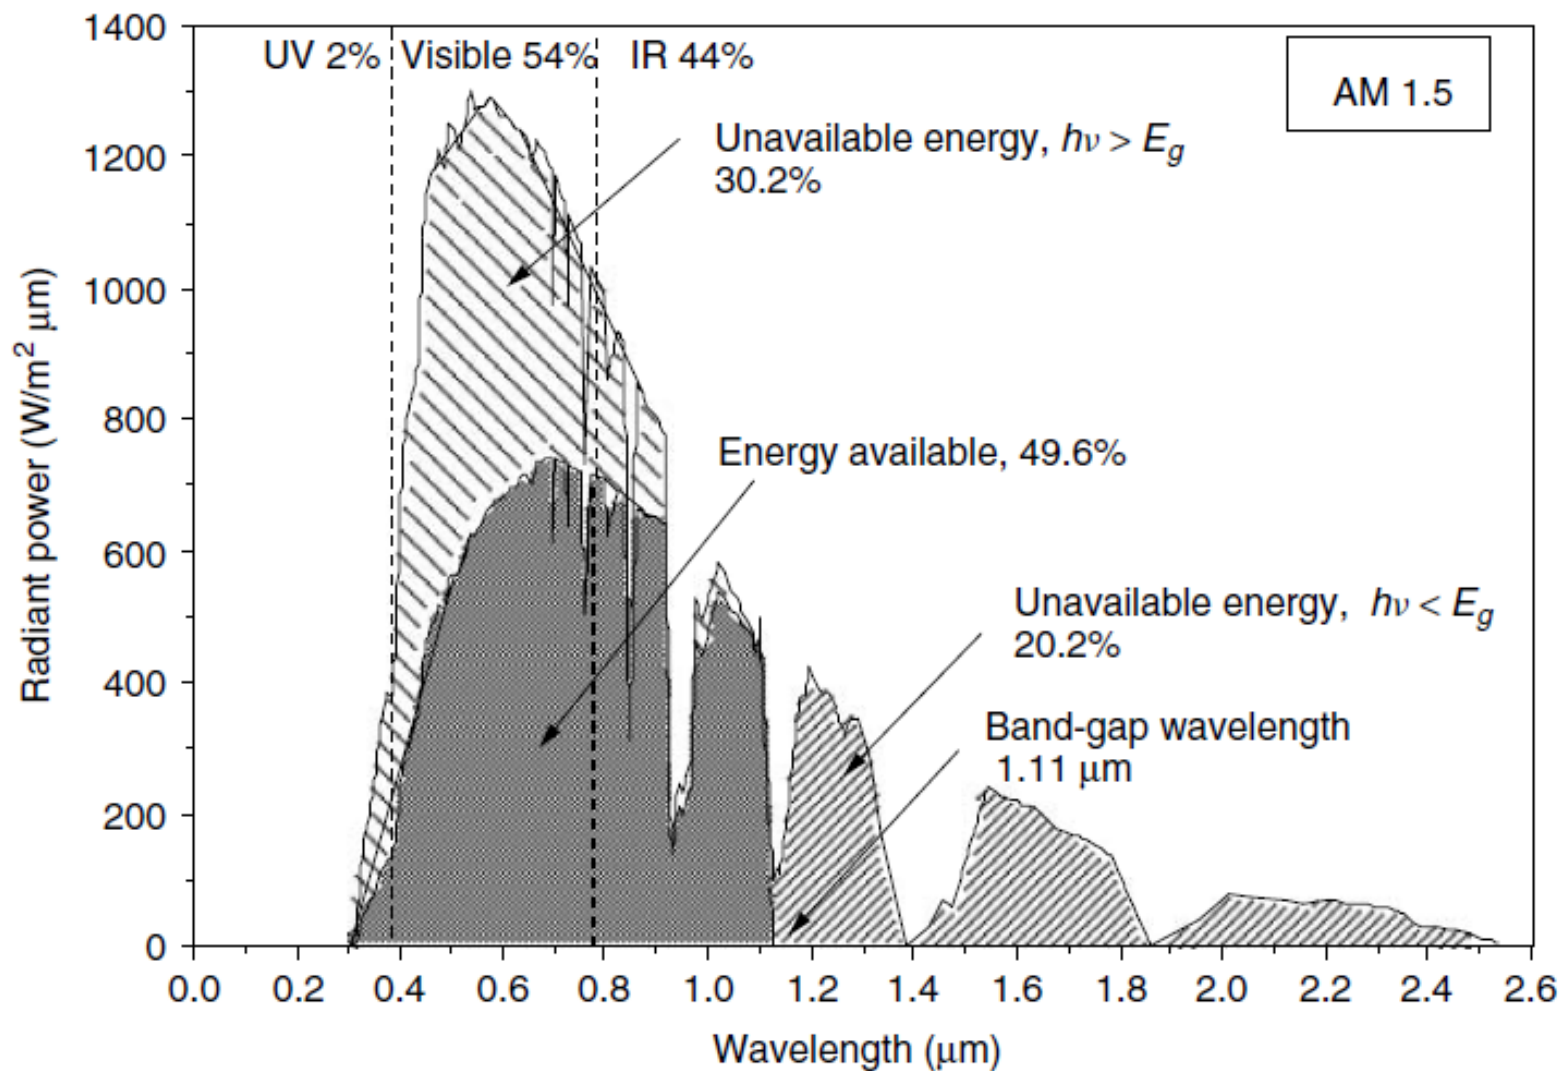 UV 2% Visible 54% IR 44%
AM 1.5
Unavailable energy, hν > Eg
30.2%
Energy available, 49.6%
Unavailable energy, hν < Eg
20.2%
Band-gap wavelength
1.11 μm
Radiant power (W/m² μm)
1400
1200
1000
800
600
400
200
0
0.0 0.2 0.4 0.6 0.8 1.0 1.2 1.4 1.6 1.8 2.0 2.2 2.4 2.6
Wavelength (μm)